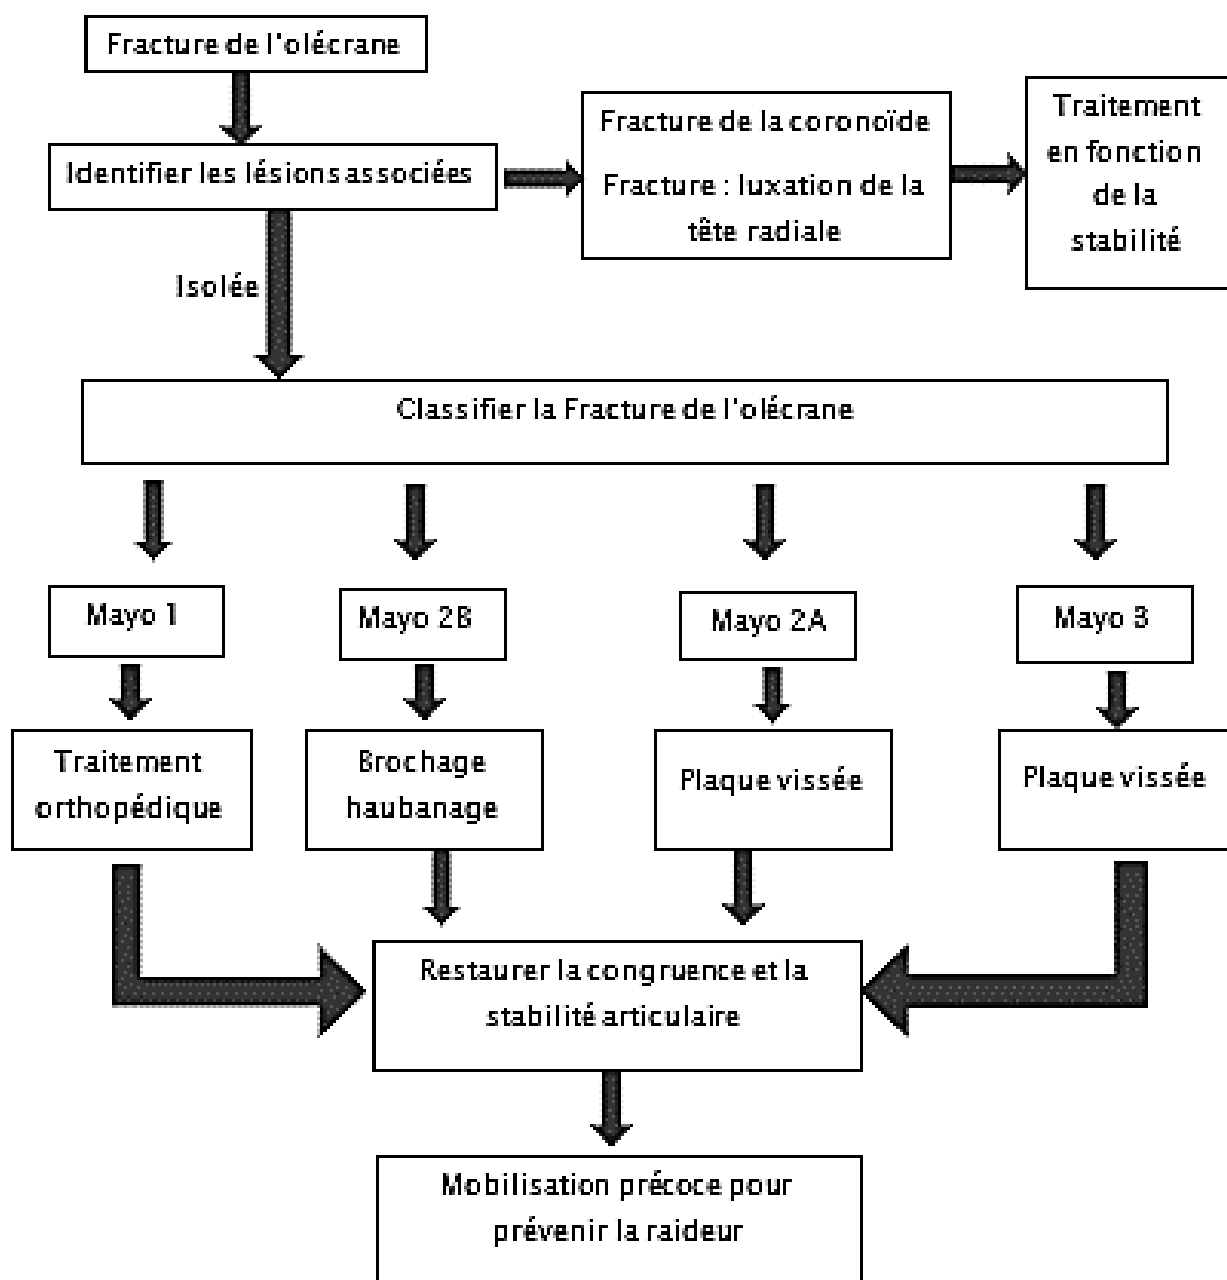 Fracture de l'olécrane
Identifier les lésions associées
Fracture de la coronoïde
Fracture : luxation de la
tête radiale
Traitement
en fonction
de la
stabilité
Isolée
Classifier la Fracture de l'olécrane
Mayo 1
Mayo 2B
Mayo 2A
Mayo 3
Traitement
orthopédique
Brochage
haubanage
Plaque vissée
Plaque vissée
Restaurer la congruence et la
stabilité articulaire
Mobilisation précoce pour
prévenir la raideur